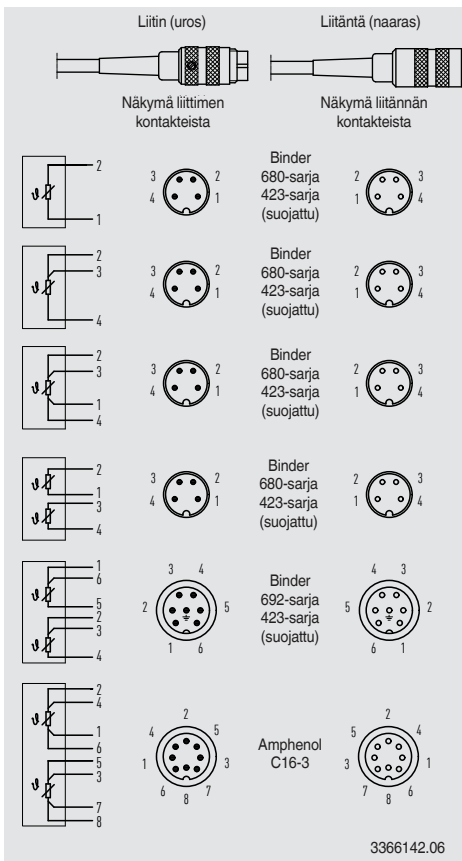 Liitin (uros) Liitäntä (naaras)
Näkymä liittimen Näkymä liitännän
kontakteista kontakteista
2
1
3 2
4 1
Binder
680-sarja
423-sarja
(suojattu)
2 3
1 4
2
3
4
3 2
4 1
Binder
680-sarja
423-sarja
(suojattu)
2 3
1 4
2
3
1
4
3 2
4 1
Binder
680-sarja
423-sarja
(suojattu)
2 3
1 4
2
1
3
4
3 2
4 1
Binder
680-sarja
423-sarja
(suojattu)
2 3
1 4
1
6
5
2
3
4
3 4
2 5
1 6
Binder
692-sarja
423-sarja
(suojattu)
4 3
5 2
6 1
2
4
1
6
5
3
7
8
2
4 5
1 3
6 7
8
Amphenol
C16-3
2
5 4
3 1
7 6
8
3366142.06